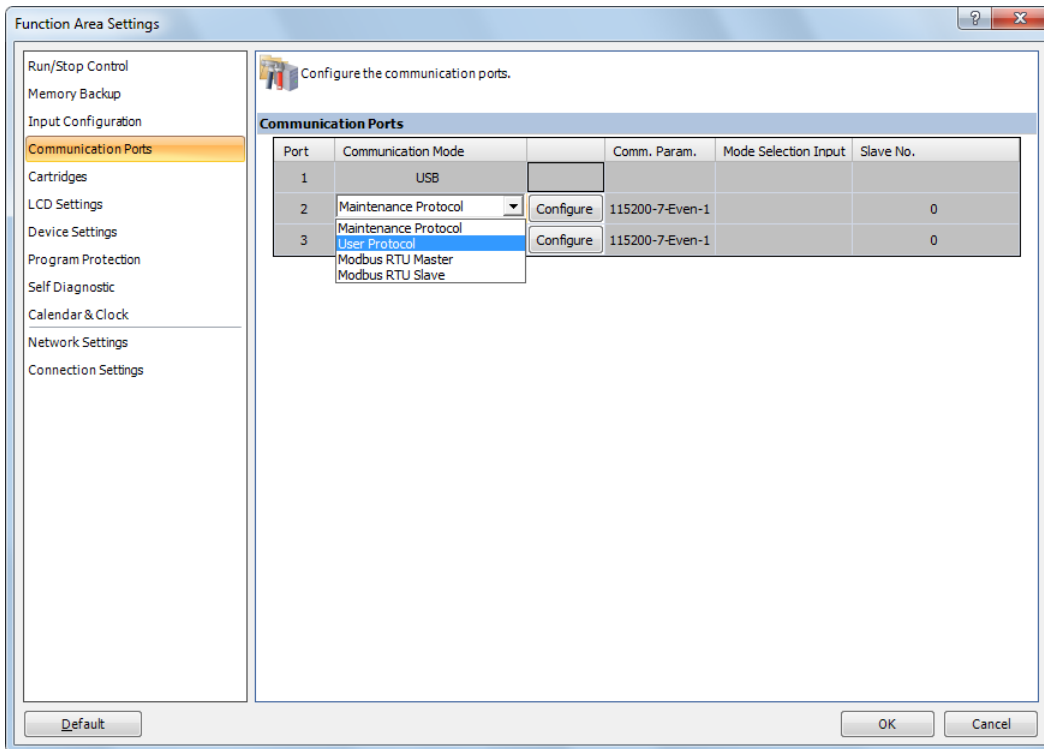 Function Area Settings
?
Run/Stop Control
Memory Backup
Input Configuration
Communication Ports
Cartridges
LCD Settings
Device Settings
Program Protection
Self Diagnostic
Calendar & Clock
Network Settings
Connection Settings
Configure the communication ports.
Communication Ports
Port Communication Mode Comm. Param. Mode Selection Input Slave No.
1 USB
2 Maintenance Protocol Configure 115200-7-Even-1 0
Maintenance Protocol
User Protocol
Modbus RTU Master
Modbus RTU Slave
3 Configure 115200-7-Even-1 0
Default OK Cancel